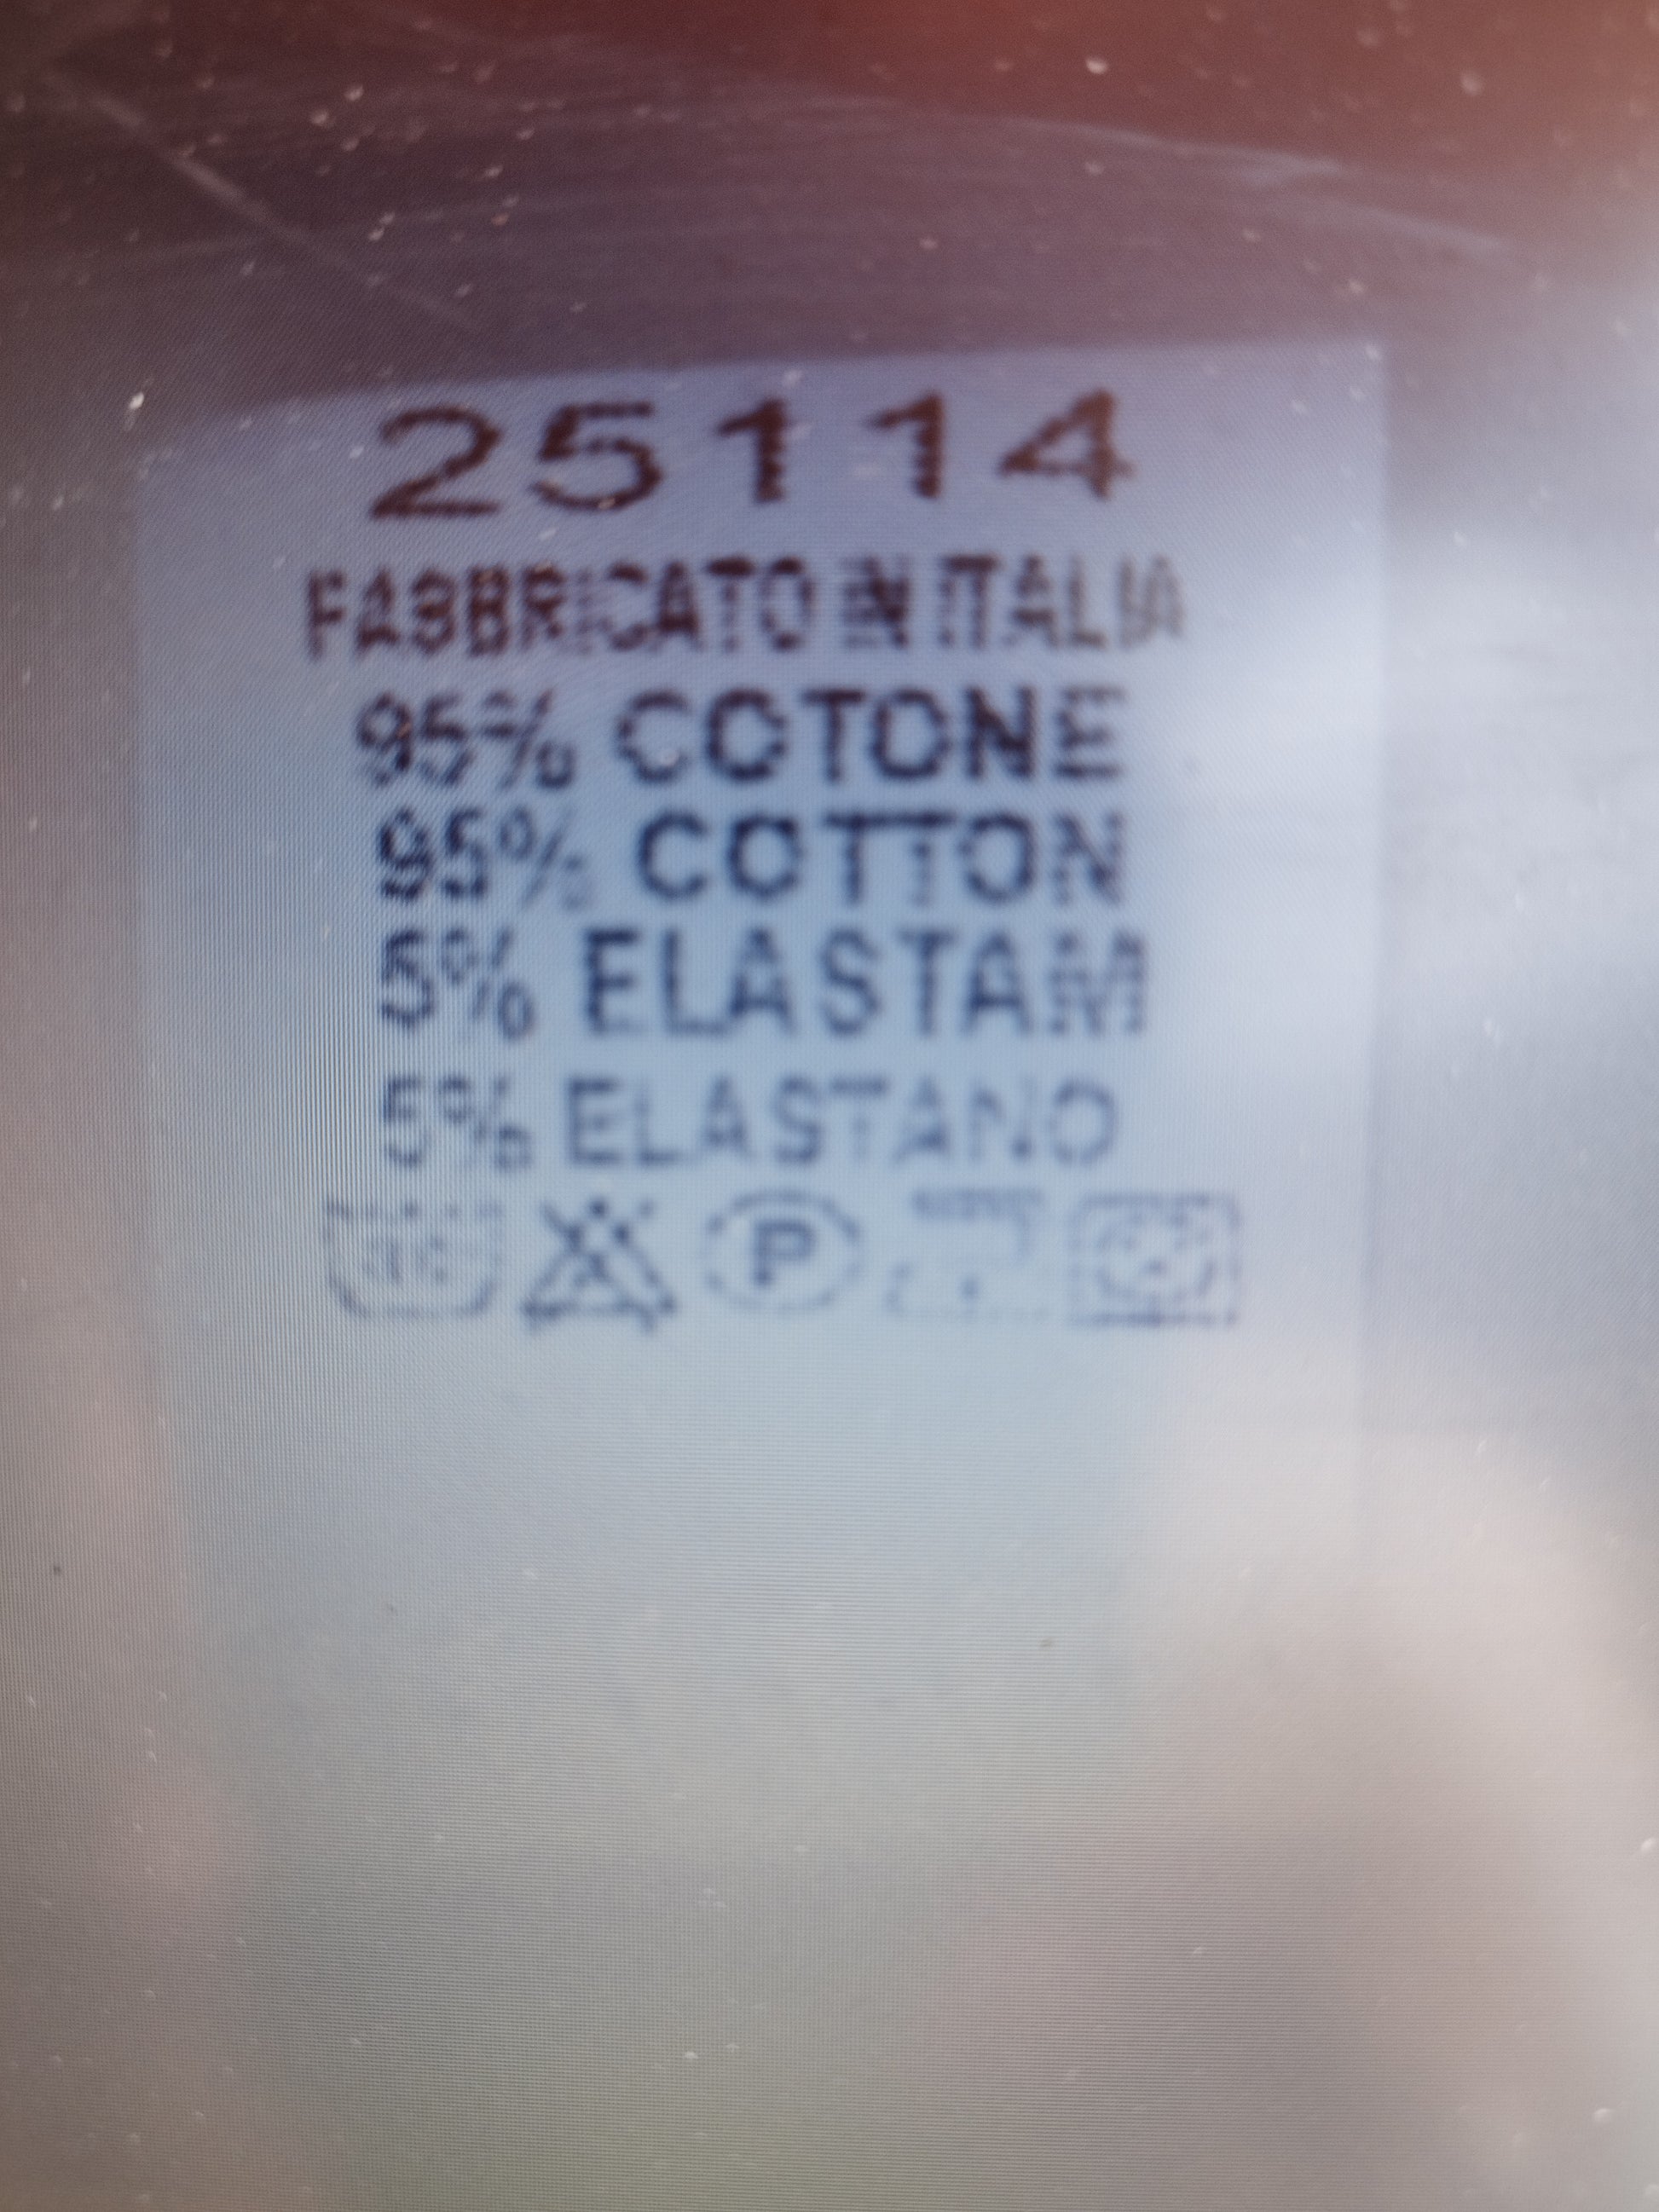 25114
FABBRICATO IN ITALIA
95% COTONE
95% COTTON
5% ELASTAM
5% ELASTANO
P